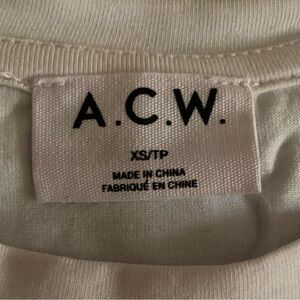 A.C.W.
XS/TP
MADE IN CHINA
FABRIQUÉ EN CHINE